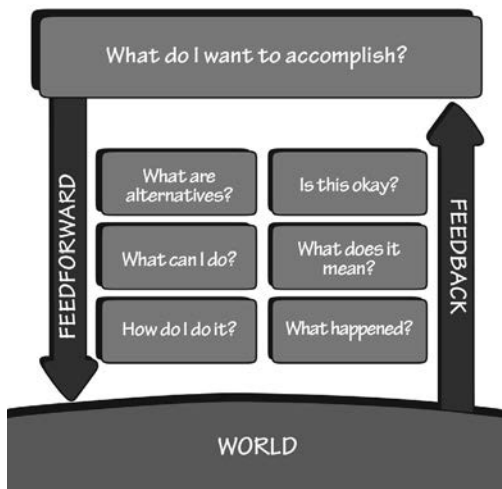 What do I want to accomplish?
FEEDFORWARD
What are
alternatives?
What can I do?
How do I do it?
Is this okay?
What does it
mean?
What happened?
FEEDBACK
WORLD